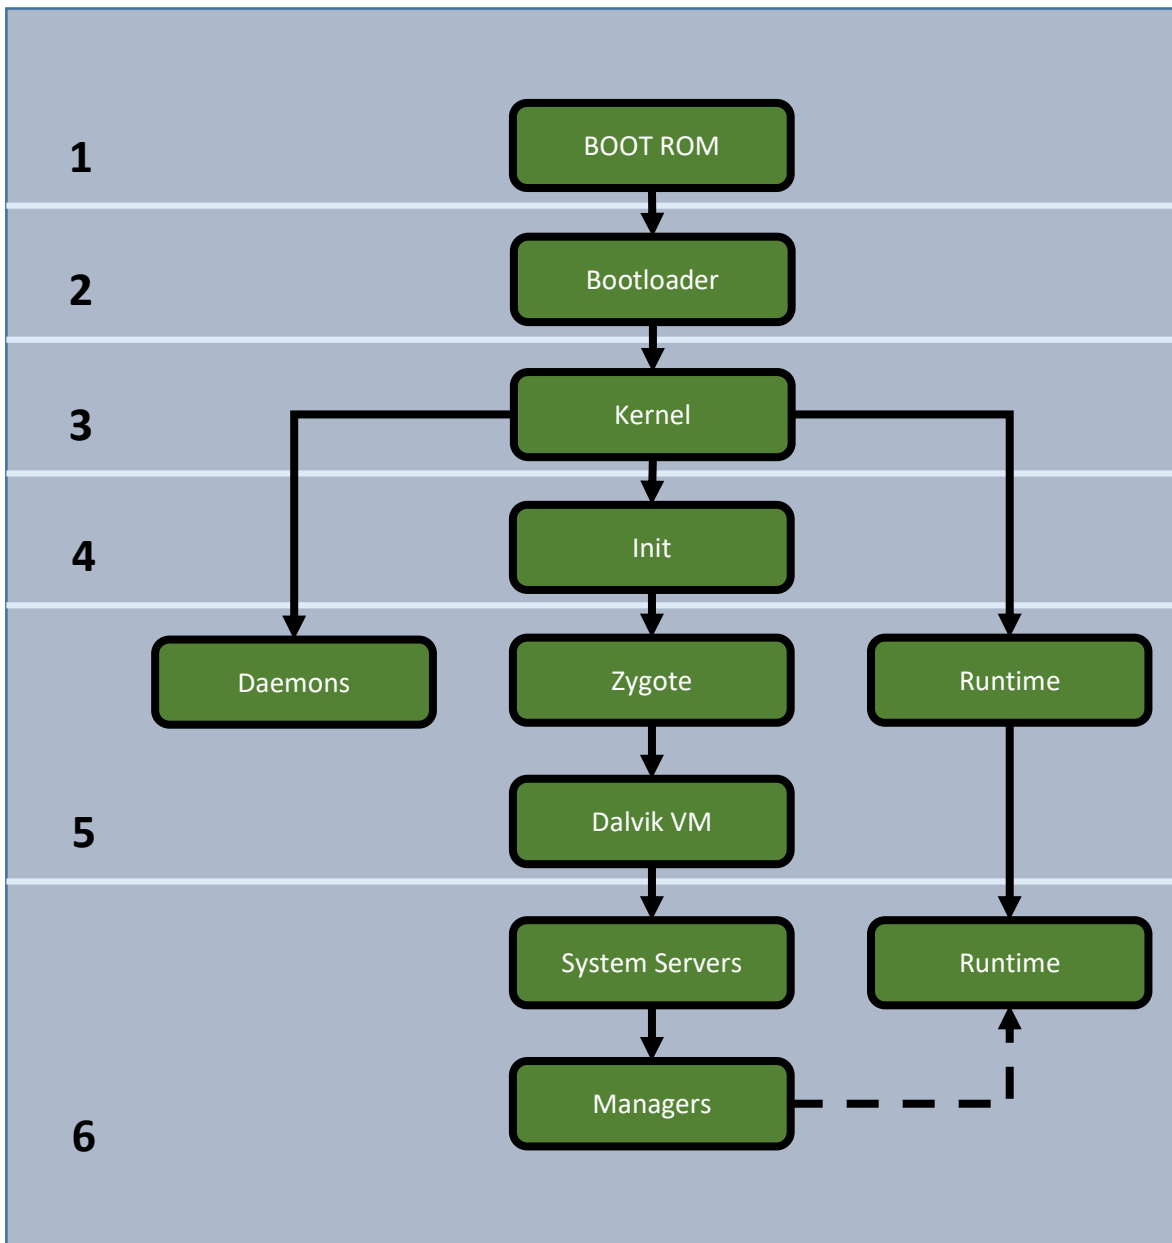 1
BOOT ROM
2
Bootloader
3
Kernel
4
Init
Daemons
Zygote
Runtime
5
Dalvik VM
System Servers
Runtime
6
Managers